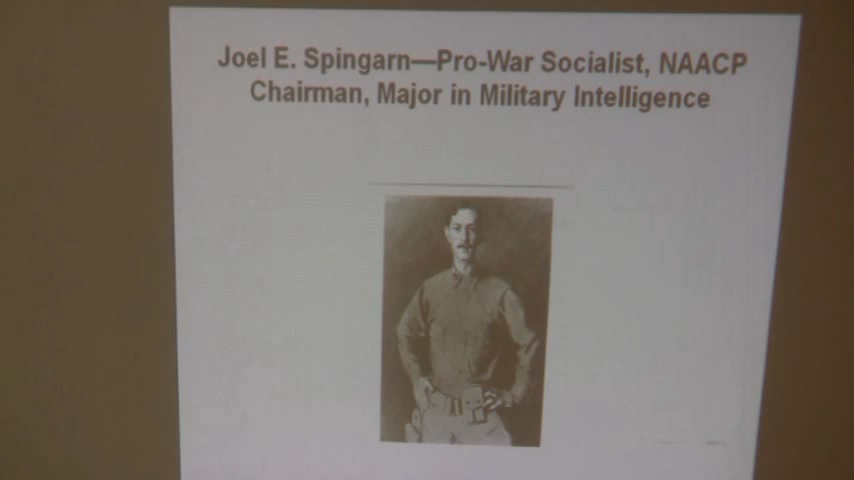 Joel E. Spingarn—Pro-War Socialist, NAACP
Chairman, Major in Military Intelligence